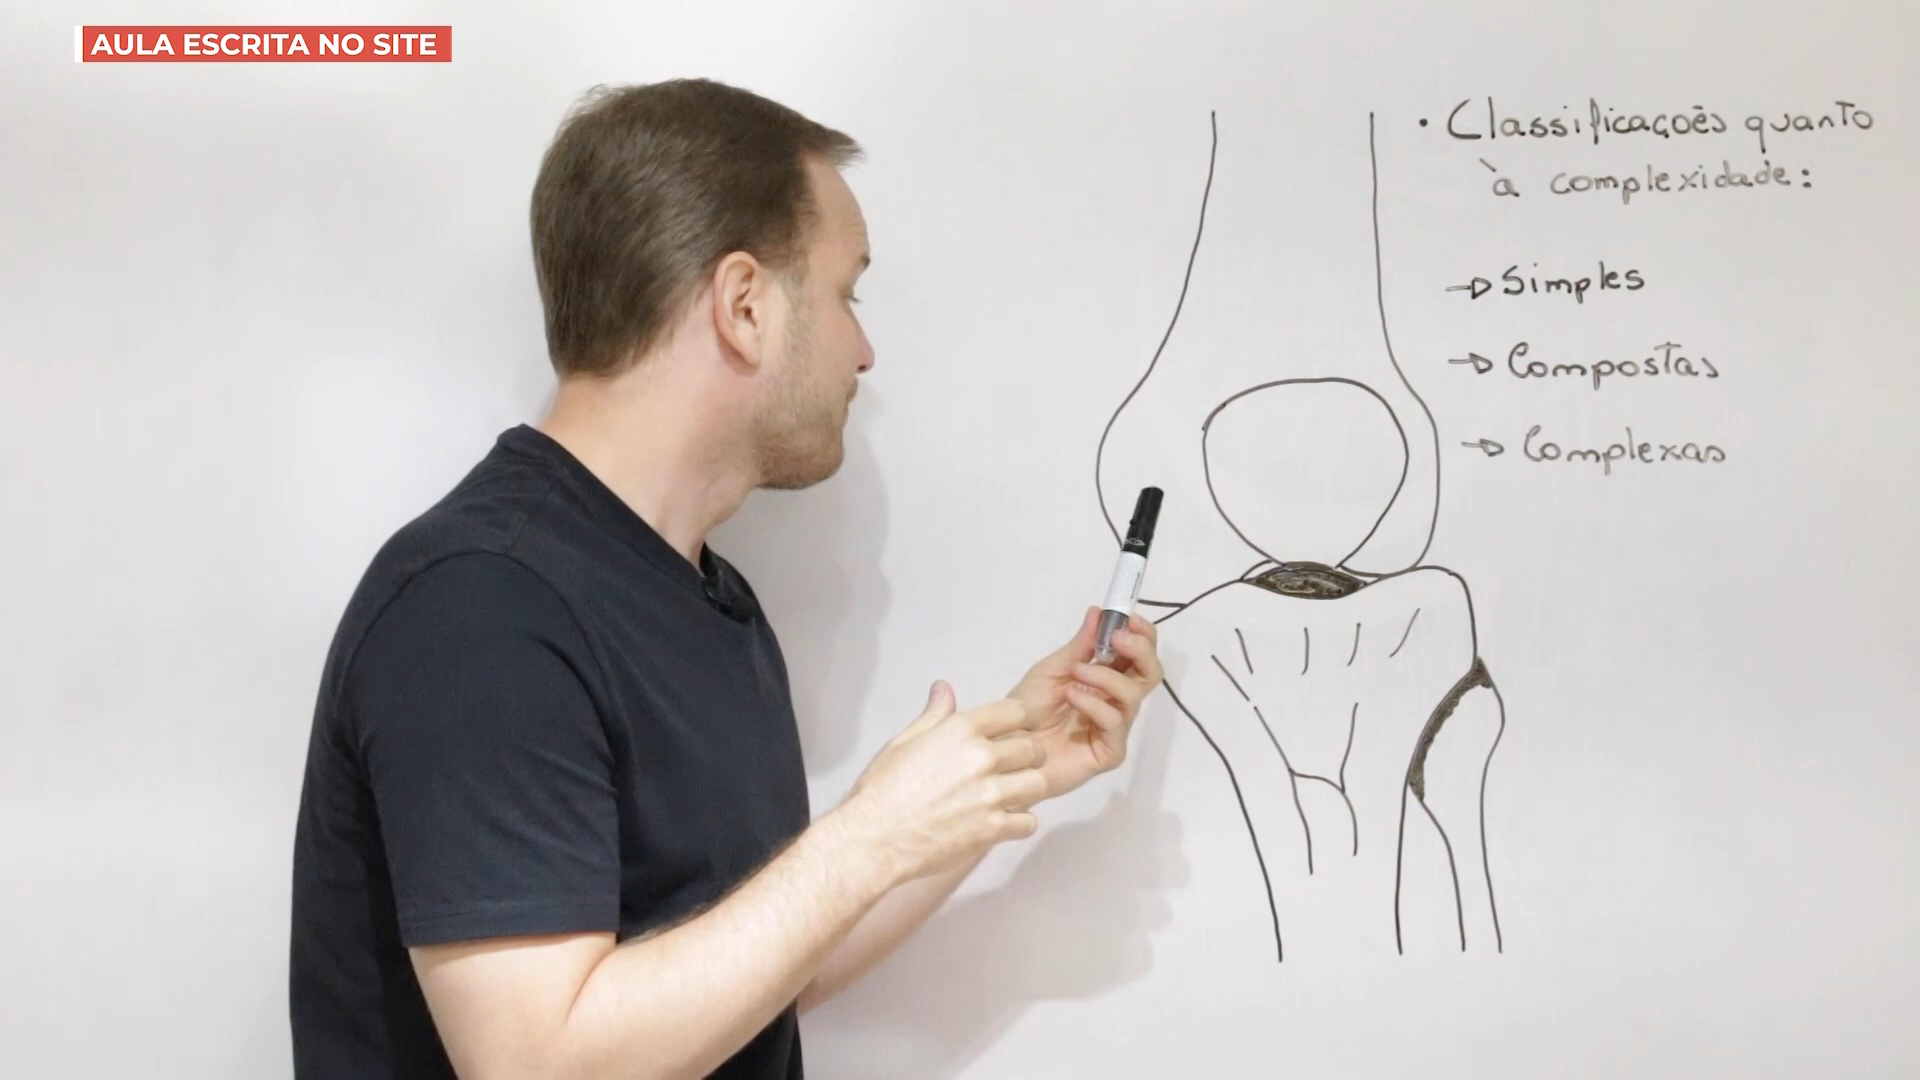 AULA ESCRITA NO SITE
• Classificações quanto
à complexidade:
→ Simples
→ Compostas
→ Complexas